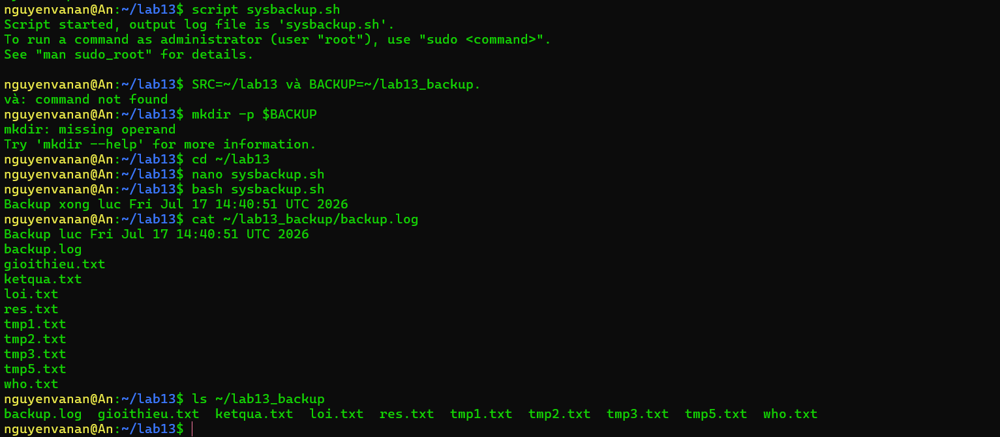 nguyenvanan@An:~/lab13$ script sysbackup.sh
Script started, output log file is 'sysbackup.sh'.
To run a command as administrator (user "root"), use "sudo <command>".
See "man sudo_root" for details.
nguyenvanan@An:~/lab13$ SRC=~/lab13 và BACKUP=~/lab13_backup.
và: command not found
nguyenvanan@An:~/lab13$ mkdir -p $BACKUP
mkdir: missing operand
Try 'mkdir --help' for more information.
nguyenvanan@An:~/lab13$ cd ~/lab13
nguyenvanan@An:~/lab13$ nano sysbackup.sh
nguyenvanan@An:~/lab13$ bash sysbackup.sh
Backup xong luc Fri Jul 17 14:40:51 UTC 2026
nguyenvanan@An:~/lab13$ cat ~/lab13_backup/backup.log
Backup luc Fri Jul 17 14:40:51 UTC 2026
backup.log
gioithieu.txt
ketqua.txt
loi.txt
res.txt
tmp1.txt
tmp2.txt
tmp3.txt
tmp5.txt
who.txt
nguyenvanan@An:~/lab13$ ls ~/lab13_backup
backup.log  gioithieu.txt  ketqua.txt  loi.txt  res.txt  tmp1.txt  tmp2.txt  tmp3.txt  tmp5.txt  who.txt
nguyenvanan@An:~/lab13$